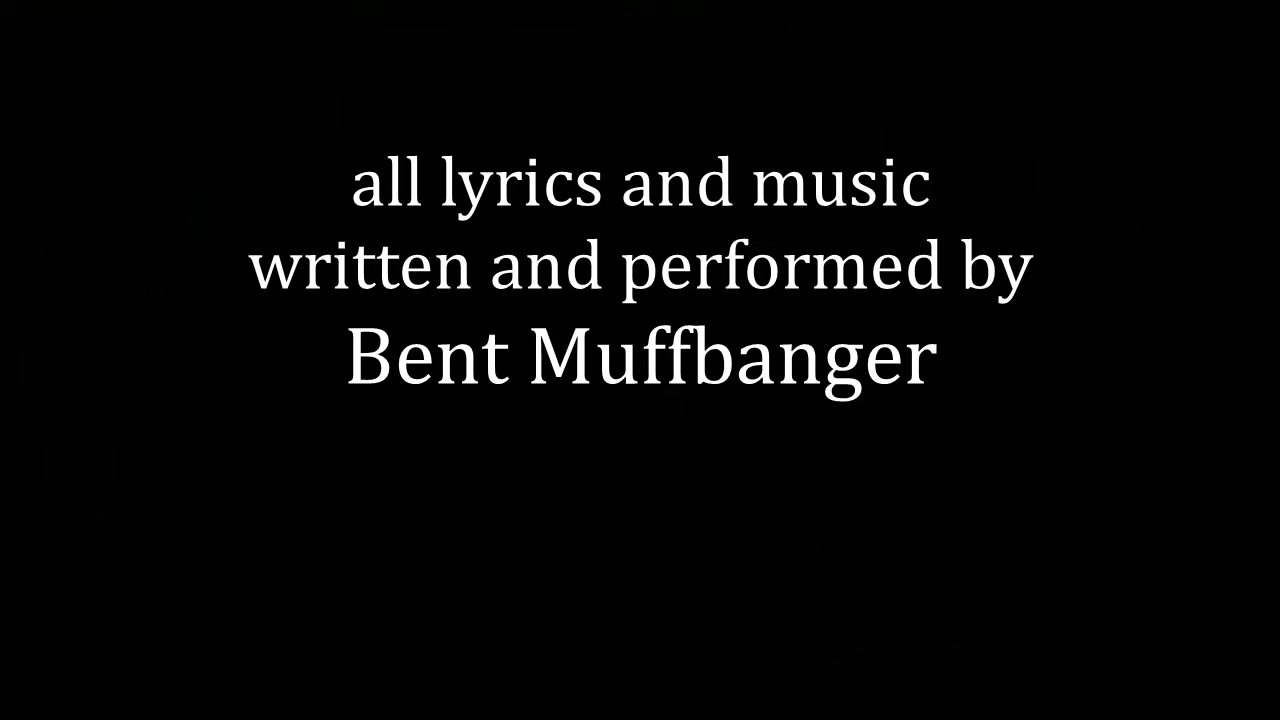 all lyrics and music
written and performed by
Bent Muffbanger